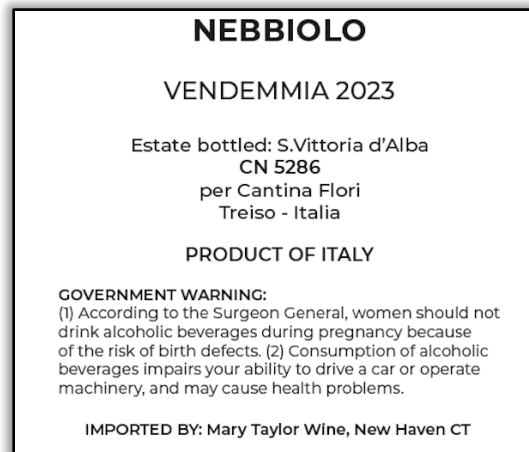 NEBBIOLO
VENDEMMIA 2023
Estate bottled: S.Vittoria d’Alba
CN 5286
per Cantina Flori
Treiso - Italia
PRODUCT OF ITALY
GOVERNMENT WARNING:
(1) According to the Surgeon General, women should not
drink alcoholic beverages during pregnancy because
of the risk of birth defects. (2) Consumption of alcoholic
beverages impairs your ability to drive a car or operate
machinery, and may cause health problems.
IMPORTED BY: Mary Taylor Wine, New Haven CT